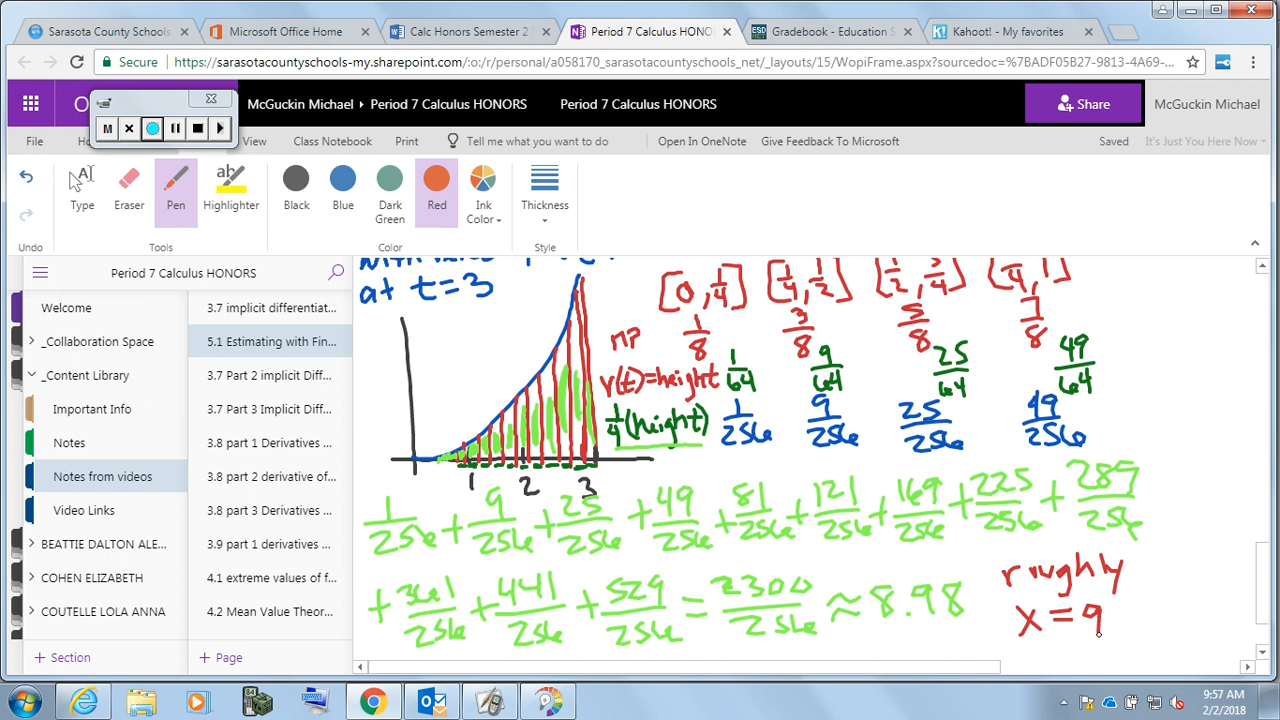 Sarasota County Schools
Microsoft Office Home
Calc Honors Semester 2
Period 7 Calculus HONO
Gradebook - Education S
Kahoot! - My favorites
Secure
https://sarasotacountyschools-my.sharepoint.com/:o:/r/personal/a058170_sarasotacountyschools_net/_layouts/15/WopiFrame.aspx?sourcedoc=%7BADF05B27-9813-4A69-...
McGuckin Michael
Period 7 Calculus HONORS
Period 7 Calculus HONORS
Share
McGuckin Michael
File
View
Class Notebook
Print
Tell me what you want to do
Open In OneNote
Give Feedback To Microsoft
Saved
It's Just You Here...
M
Type
Eraser
Pen
Highlighter
Black
Blue
Dark Green
Red
Ink Color
Thickness
Undo
Tools
Color
Style
Period 7 Calculus HONORS
Welcome
_Collaboration Space
_Content Library
Important Info
Notes
Notes from videos
Video Links
BEATTIE DALTON ALE...
COHEN ELIZABETH
COUTELLE LOLA ANNA
+ Section
3.7 implicit differentiat...
5.1 Estimating with Fin...
3.7 Part 2 implicit Diff...
3.7 Part 3 Implicit Diff...
3.8 part 1 Derivatives ...
3.8 part 2 derivative of...
3.8 part 3 Derivatives ...
3.9 part 1 derivatives ...
4.1 extreme values of f...
4.2 Mean Value Theor...
+ Page
at t=3
1 2 3
[0, 1/4] [1/4, 1/2] [1/2, 3/4] [3/4, 1]
MP 1/8 3/8 5/8 7/8
v(t)=height 1/64 9/64 25/64 49/64
1/4(height) 1/256 9/256 25/256 49/256
1/256 + 9/256 + 25/256 + 49/256 + 81/256 + 121/256 + 169/256 + 225/256 + 289/256
+ 361/256 + 441/256 + 529/256 = 2300/256 ≈ 8.98
roughly
x = 9
9:57 AM
2/2/2018